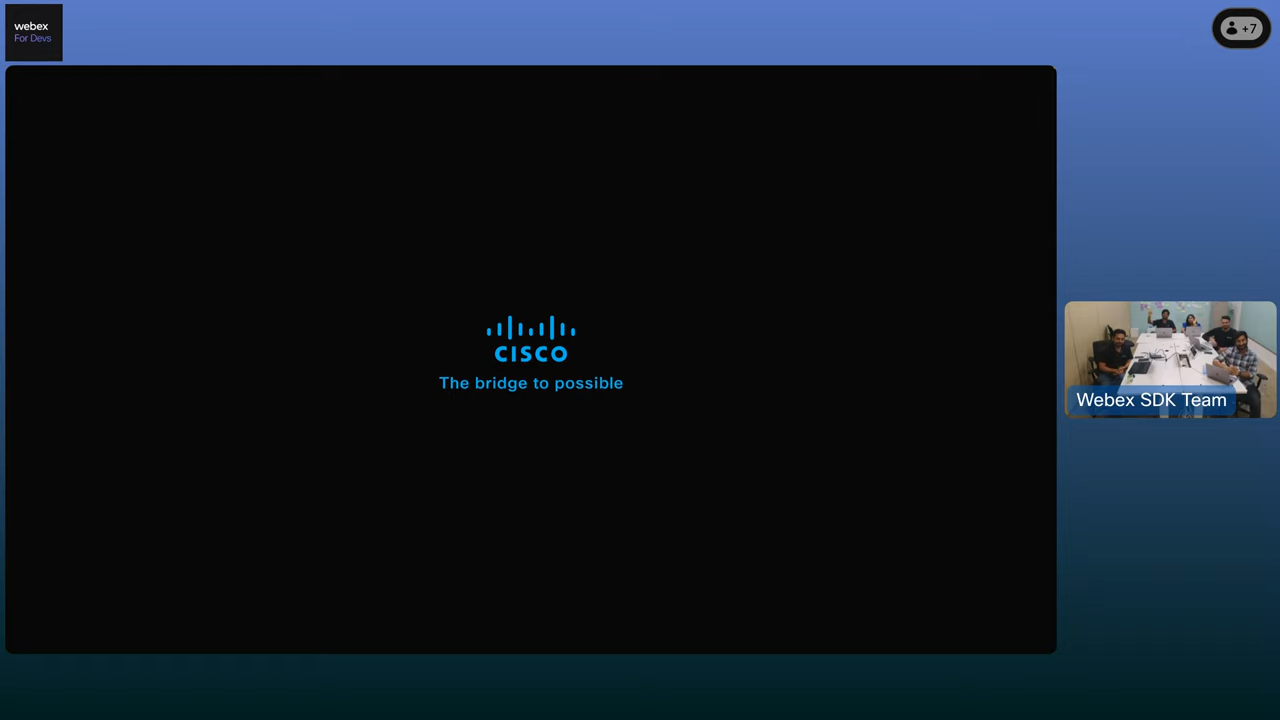 webex
For Devs
+7
CISCO
The bridge to possible
Webex SDK Team